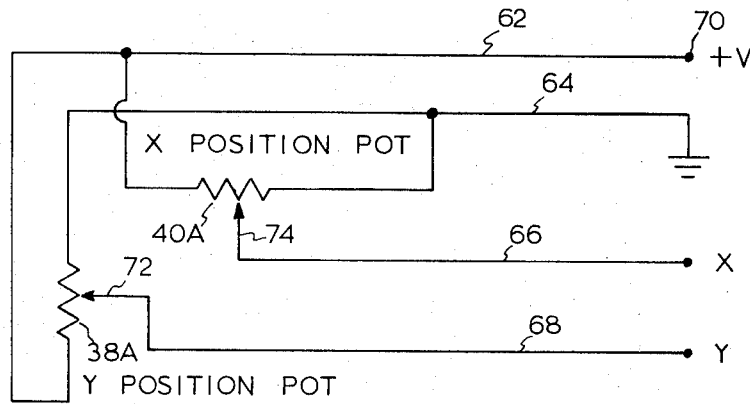 62
70
+V
64
X POSITION POT
40A
74
66
X
72
68
38A
Y
Y POSITION POT